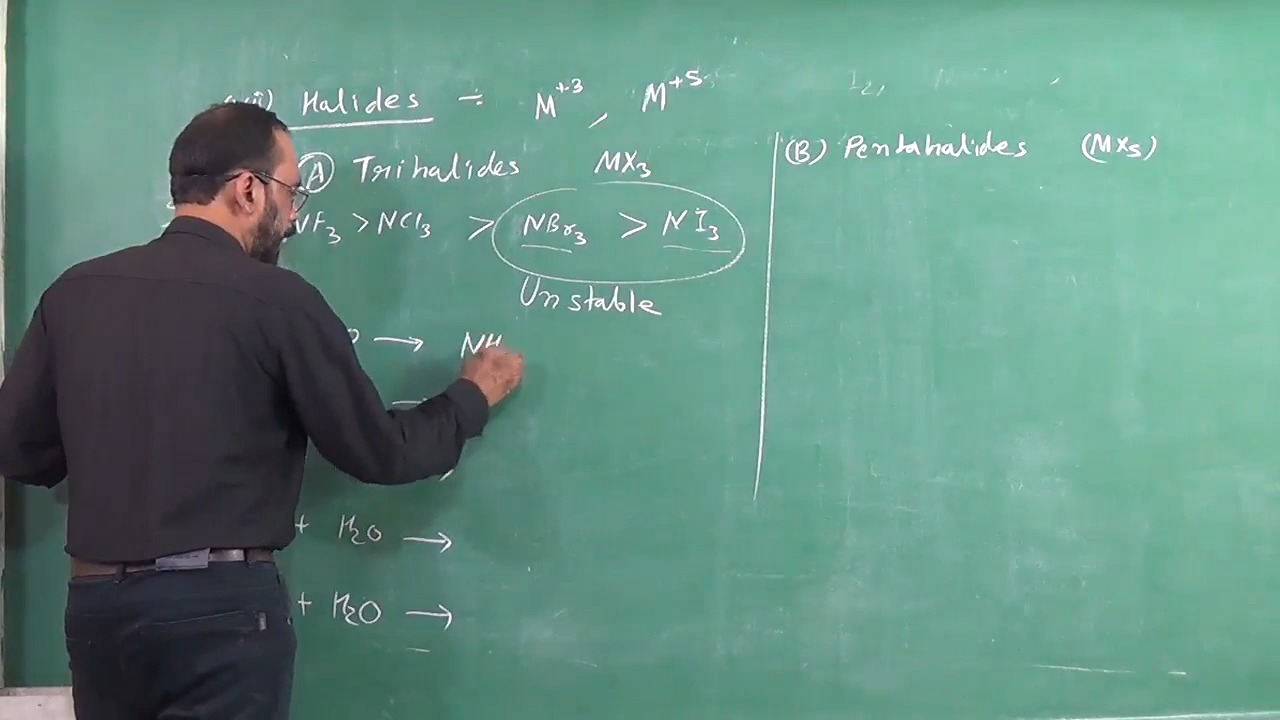 Halides ÷ M⁺³, M⁺⁵
(A) Trihalides MX₃
NF₃ > NCl₃ > NBr₃ > NI₃
Unstable
→ NH
→
+ H₂O →
+ H₂O →
(B) Pentahalides (MX₅)